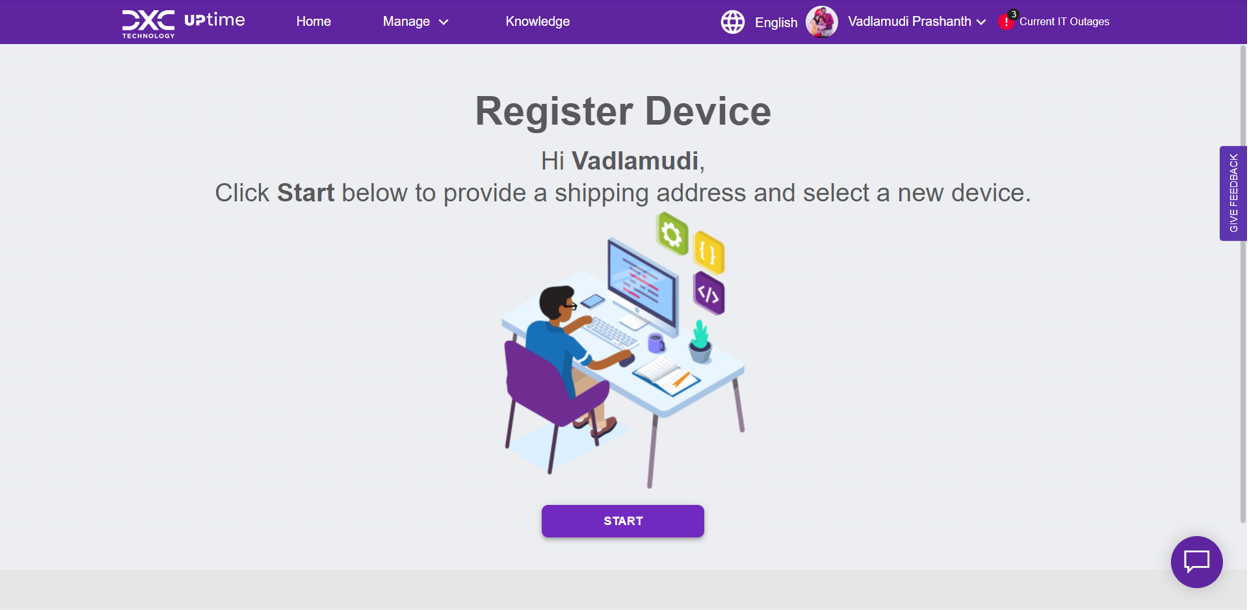 DXC TECHNOLOGY UPtime Home Manage Knowledge English Vadlamudi Prashanth ! 3 Current IT Outages
Register Device
Hi Vadlamudi,
Click Start below to provide a shipping address and select a new device.
GIVE FEEDBACK
{ }
</>
START